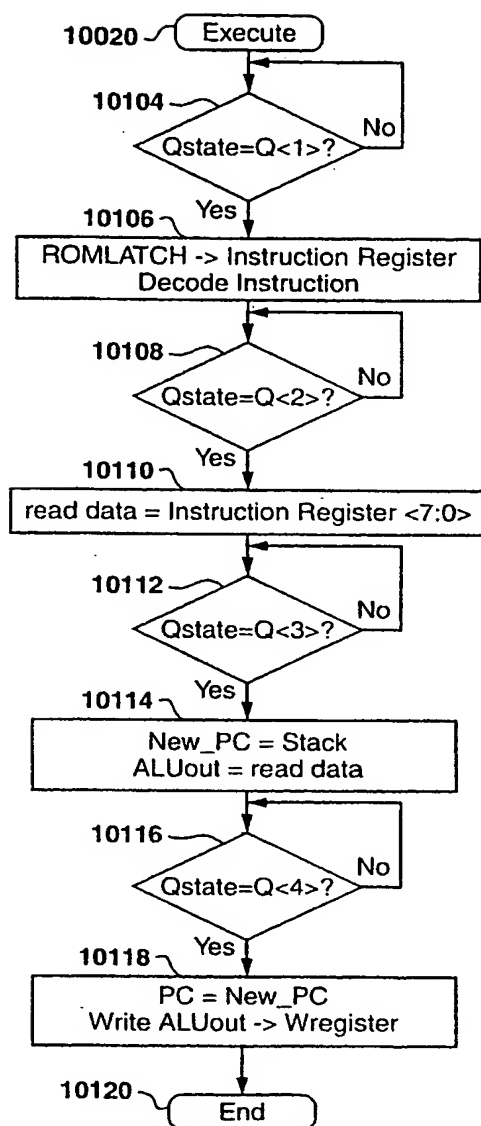 10020 Execute
10104
Qstate=Q<1>?
No
Yes
10106
ROMLATCH -> Instruction Register
Decode Instruction
10108
Qstate=Q<2>?
No
Yes
10110
read data = Instruction Register <7:0>
10112
Qstate=Q<3>?
No
Yes
10114
New_PC = Stack
ALUout = read data
10116
Qstate=Q<4>?
No
Yes
10118
PC = New_PC
Write ALUout -> Wregister
10120
End